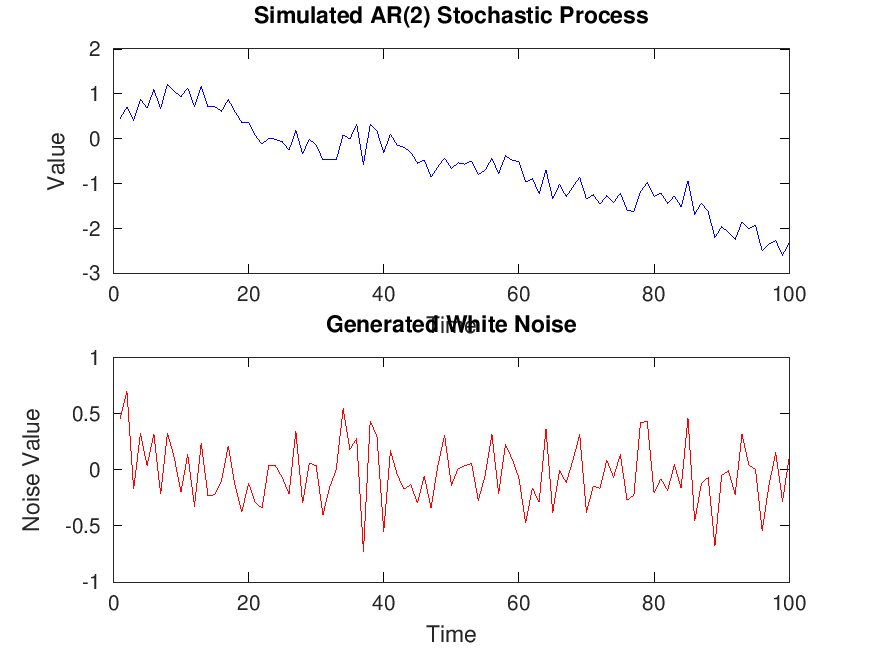 Simulated AR(2) Stochastic Process
2
1
0
-1
-2
-3
Value
0 20 40 60 80 100
Time
Generated White Noise
1
0.5
0
-0.5
-1
Noise Value
0 20 40 60 80 100
Time